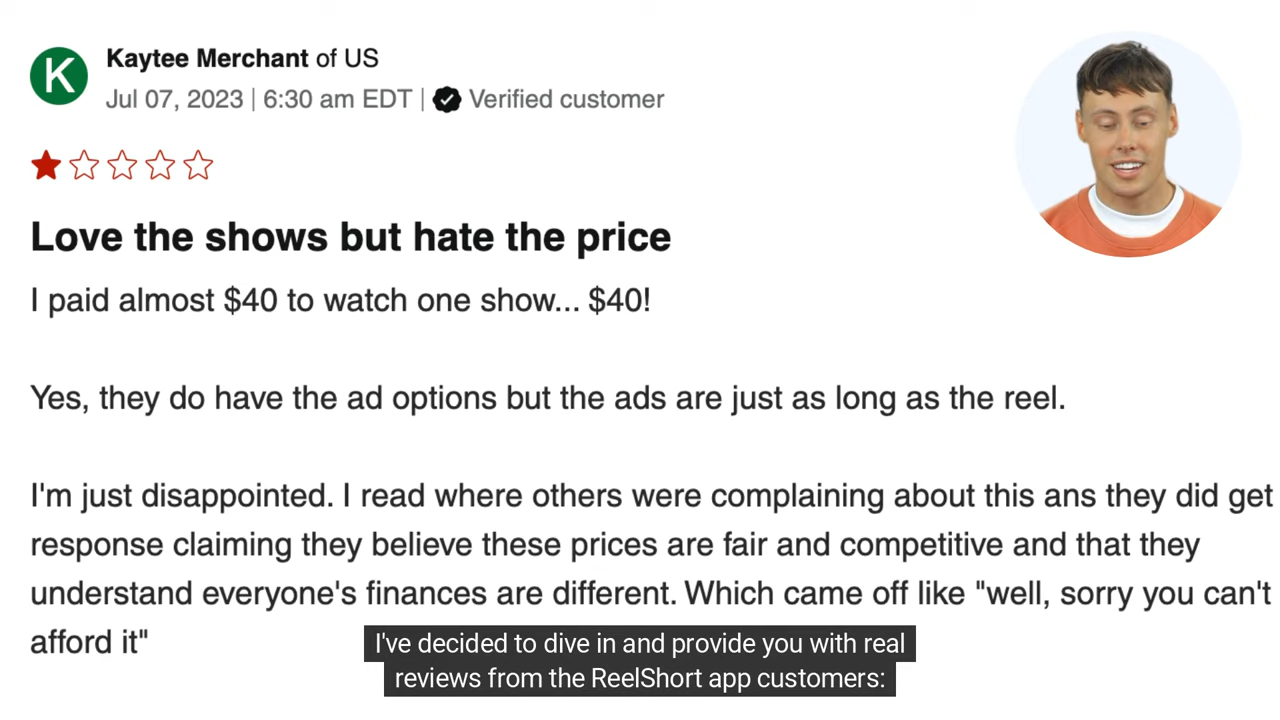 K
Kaytee Merchant of US
Jul 07, 2023 | 6:30 am EDT | Verified customer
Love the shows but hate the price
I paid almost $40 to watch one show... $40!
Yes, they do have the ad options but the ads are just as long as the reel.
I'm just disappointed. I read where others were complaining about this ans they did get
response claiming they believe these prices are fair and competitive and that they
understand everyone's finances are different. Which came off like "well, sorry you can't
afford it"
I've decided to dive in and provide you with real
reviews from the ReelShort app customers: